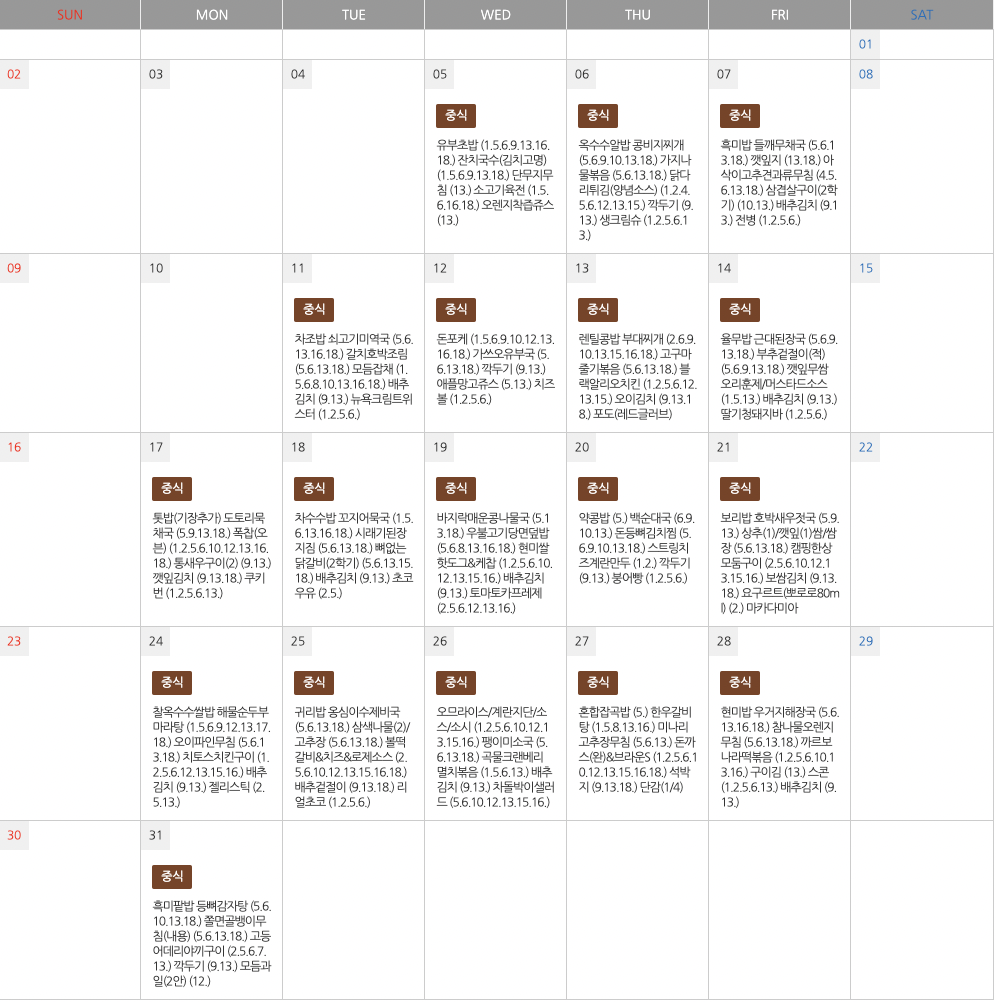 SUN MON TUE WED THU FRI SAT
01
02 03 04 05 06 07 08
중식
유부초밥 (1.5.6.9.13.16.
18.) 잔치국수(김치고명)
(1.5.6.9.13.18.) 단무지무
침 (13.) 소고기육전 (1.5.
6.16.18.) 오렌지착즙쥬스
(13.)
중식
옥수수알밥 콩비지찌개
(5.6.9.10.13.18.) 가지나
물볶음 (5.6.13.18.) 닭다
리튀김(양념소스) (1.2.4.
5.6.12.13.15.) 깍두기 (9.
13.) 생크림슈 (1.2.5.6.1
3.)
중식
흑미밥 들깨무채국 (5.6.1
3.18.) 깻잎지 (13.18.) 아
삭이고추견과류무침 (4.5.
6.13.18.) 삼겹살구이(2학
기) (10.13.) 배추김치 (9.1
3.) 전병 (1.2.5.6.)
09 10 11 12 13 14 15
중식
차조밥 쇠고기미역국 (5.6.
13.16.18.) 갈치호박조림
(5.6.13.18.) 모듬잡채 (1.
5.6.8.10.13.16.18.) 배추
김치 (9.13.) 뉴욕크림트위
스터 (1.2.5.6.)
중식
돈포케 (1.5.6.9.10.12.13.
16.18.) 가쓰오유부국 (5.
6.13.18.) 깍두기 (9.13.)
애플망고쥬스 (5.13.) 치즈
볼 (1.2.5.6.)
중식
렌틸콩밥 부대찌개 (2.6.9.
10.13.15.16.18.) 고구마
줄기볶음 (5.6.13.18.) 블
랙알리오치킨 (1.2.5.6.12.
13.15.) 오이김치 (9.13.1
8.) 포도(레드글러브)
중식
율무밥 근대된장국 (5.6.9.
13.18.) 부추겉절이(적)
(5.6.9.13.18.) 깻잎무쌈
오리훈제/머스타드소스
(1.5.13.) 배추김치 (9.13.)
딸기청돼지바 (1.2.5.6.)
16 17 18 19 20 21 22
중식
톳밥(기장추가) 도토리묵
채국 (5.9.13.18.) 폭찹(오
븐) (1.2.5.6.10.12.13.16.
18.) 통새우구이(2) (9.13.)
깻잎김치 (9.13.18.) 쿠키
번 (1.2.5.6.13.)
중식
차수수밥 꼬지어묵국 (1.5.
6.13.16.18.) 시래기된장
지짐 (5.6.13.18.) 뼈없는
닭갈비(2학기) (5.6.13.15.
18.) 배추김치 (9.13.) 초코
우유 (2.5.)
중식
바지락매운콩나물국 (5.1
3.18.) 우불고기당면덮밥
(5.6.8.13.16.18.) 현미쌀
핫도그&케찹 (1.2.5.6.10.
12.13.15.16.) 배추김치
(9.13.) 토마토카프레제
(2.5.6.12.13.16.)
중식
약콩밥 (5.) 백순대국 (6.9.
10.13.) 돈등뼈김치찜 (5.
6.9.10.13.18.) 스트링치
즈계란만두 (1.2.) 깍두기
(9.13.) 붕어빵 (1.2.5.6.)
중식
보리밥 호박새우젓국 (5.9.
13.) 상추(1)/깻잎(1)쌈/쌈
장 (5.6.13.18.) 캠핑한상
모둠구이 (2.5.6.10.12.1
3.15.16.) 보쌈김치 (9.13.
18.) 요구르트(뽀로로80m
l) (2.) 마카다미아
23 24 25 26 27 28 29
중식
찰옥수수쌀밥 해물순두부
마라탕 (1.5.6.9.12.13.17.
18.) 오이파인무침 (5.6.1
3.18.) 치토스치킨구이 (1.
2.5.6.12.13.15.16.) 배추
김치 (9.13.) 젤리스틱 (2.
5.13.)
중식
귀리밥 옹심이수제비국
(5.6.13.18.) 삼색나물(2)/
고추장 (5.6.13.18.) 불떡
갈비&치즈&로제소스 (2.
5.6.10.12.13.15.16.18.)
배추겉절이 (9.13.18.) 리
얼초코 (1.2.5.6.)
중식
오므라이스/계란지단/소
스/소시 (1.2.5.6.10.12.1
3.15.16.) 팽이미소국 (5.
6.13.18.) 곡물크랜베리
멸치볶음 (1.5.6.13.) 배추
김치 (9.13.) 차돌박이샐러
드 (5.6.10.12.13.15.16.)
중식
혼합잡곡밥 (5.) 한우갈비
탕 (1.5.8.13.16.) 미나리
고추장무침 (5.6.13.) 돈까
스(완)&브라운S (1.2.5.6.1
0.12.13.15.16.18.) 석박
지 (9.13.18.) 단감(1/4)
중식
현미밥 우거지해장국 (5.6.
13.16.18.) 참나물오렌지
무침 (5.6.13.18.) 까르보
나라떡볶음 (1.2.5.6.10.1
3.16.) 구이김 (13.) 스콘
(1.2.5.6.13.) 배추김치 (9.
13.)
30 31
중식
흑미팥밥 등뼈감자탕 (5.6.
10.13.18.) 쫄면골뱅이무
침(내용) (5.6.13.18.) 고등
어데리야끼구이 (2.5.6.7.
13.) 깍두기 (9.13.) 모듬과
일(2안) (12.)